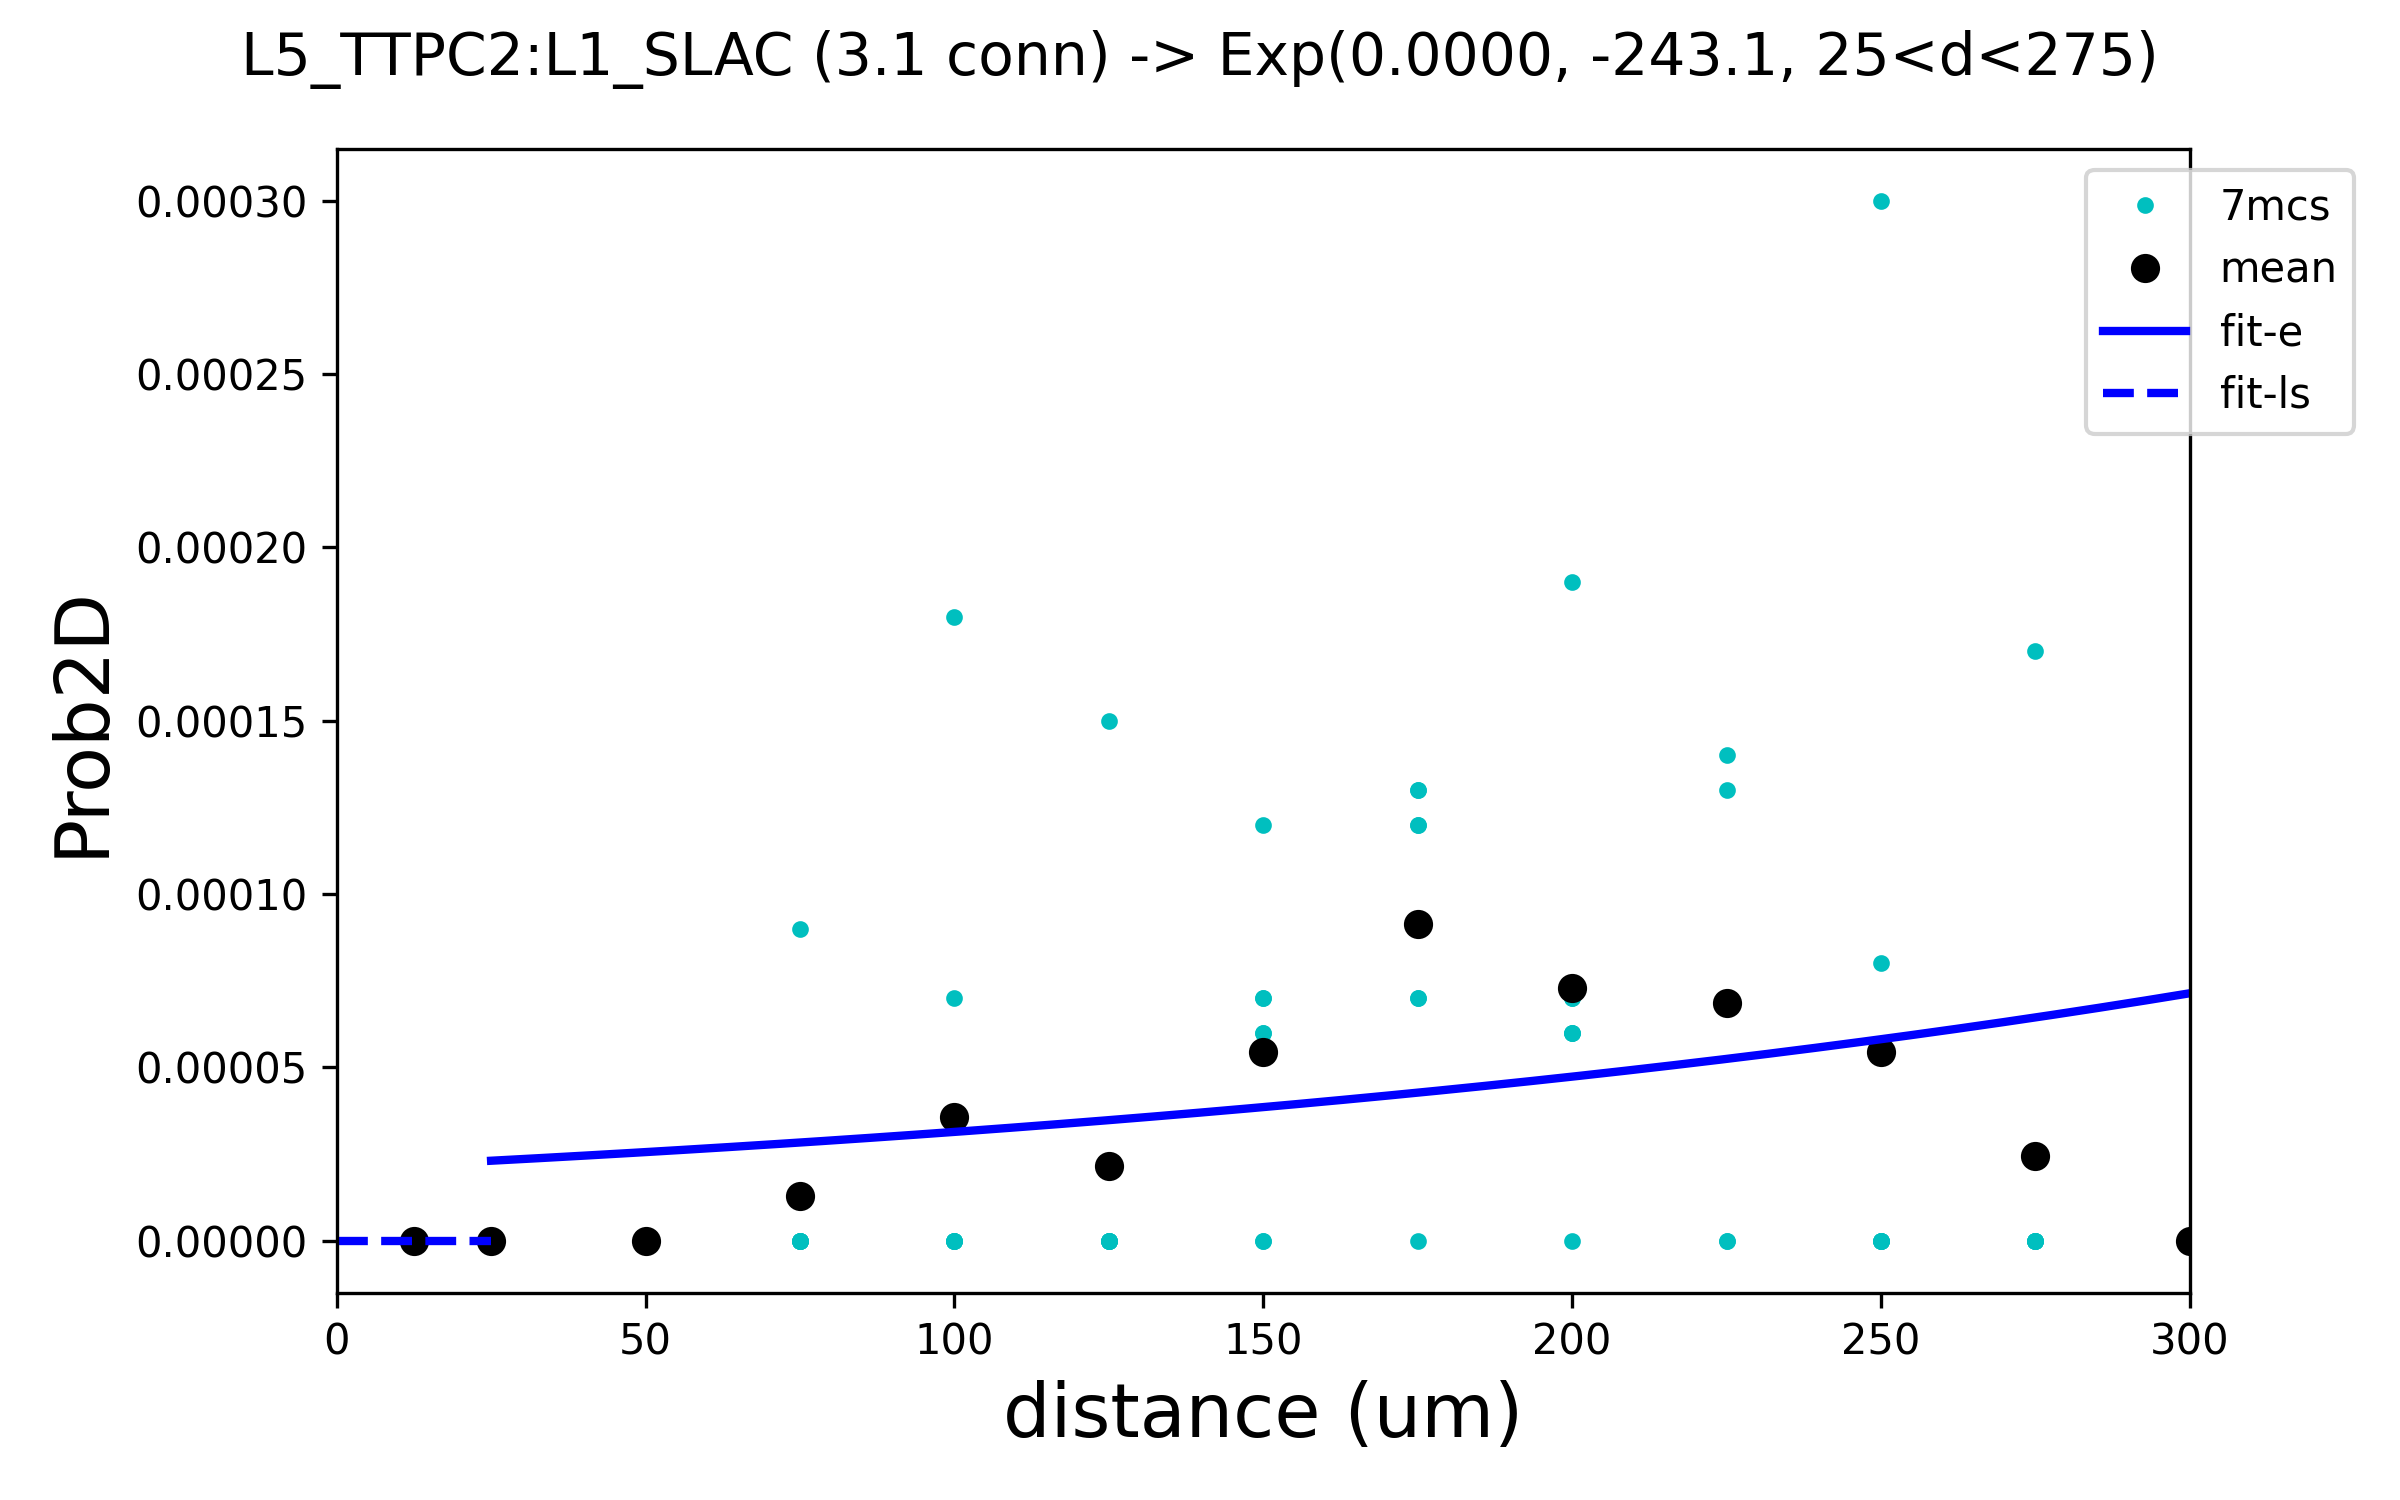 L5_TTPC2:L1_SLAC (3.1 conn) -> Exp(0.0000, -243.1, 25<d<275)
0.00030
0.00025
0.00020
0.00015
0.00010
0.00005
0.00000
Prob2D
0 50 100 150 200 250 300
distance (um)
7mcs
mean
fit-e
fit-ls